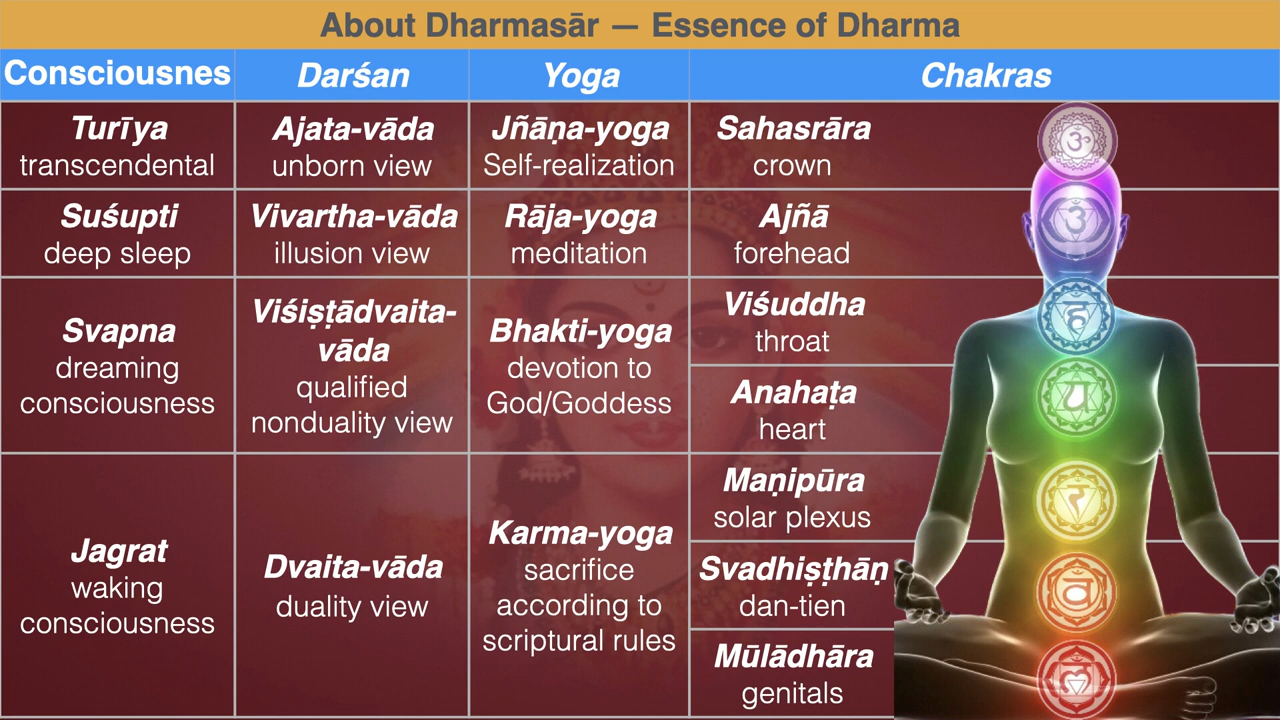 About Dharmasār — Essence of Dharma
Consciousnes
Darśan
Yoga
Chakras
Turīya
transcendental
Ajata-vāda
unborn view
Jñāṇa-yoga
Self-realization
Sahasrāra
crown
Suśupti
deep sleep
Vivartha-vāda
illusion view
Rāja-yoga
meditation
Ajñā
forehead
Svapna
dreaming
consciousness
Viśiṣṭādvaita-
vāda
qualified
nonduality view
Bhakti-yoga
devotion to
God/Goddess
Viśuddha
throat
Anahaṭa
heart
Jagrat
waking
consciousness
Dvaita-vāda
duality view
Karma-yoga
sacrifice
according to
scriptural rules
Maṇipūra
solar plexus
Svadhiṣṭhāṇ
dan-tien
Mūlādhāra
genitals
ॐ
ह
र